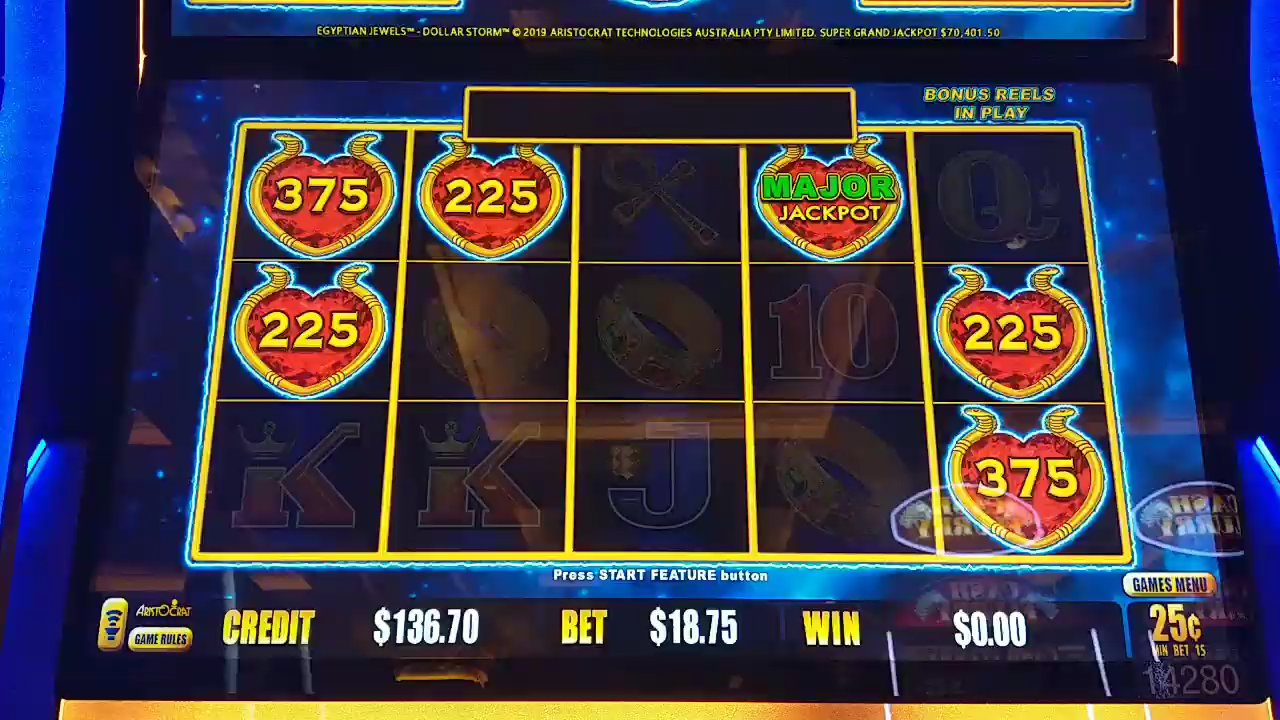 EGYPTIAN JEWELS™ - DOLLAR STORM™ © 2019 ARISTOCRAT TECHNOLOGIES AUSTRALIA PTY LIMITED. SUPER GRAND JACKPOT $70,401.50
BONUS REELS
IN PLAY
375
225
MAJOR
JACKPOT
Q
225
10
225
K
K
J
375
Press START FEATURE button
GAMES MENU
ARISTOCRAT
GAME RULES
CREDIT
$136.70
BET
$18.75
WIN
$0.00
25¢
MIN BET 15
14280